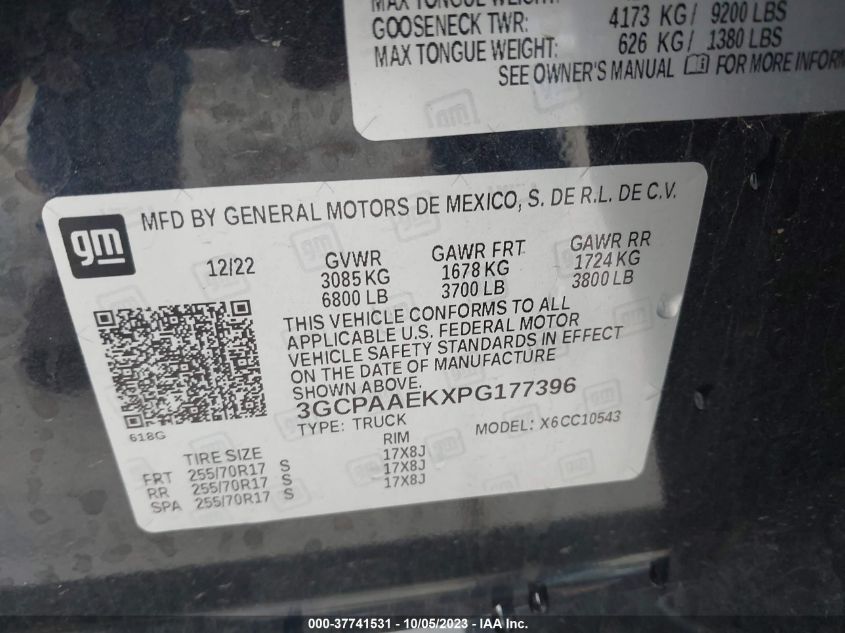 MAX TONGUE WEIGHT:
GOOSENECK TWR: 4173 KG/ 9200 LBS
MAX TONGUE WEIGHT: 626 KG/ 1380 LBS
SEE OWNER'S MANUAL FOR MORE INFORM
gm
gm
MFD BY GENERAL MOTORS DE MEXICO, S. DE R.L. DE C.V.
12/22 GVWR GAWR FRT GAWR RR
3085 KG 1678 KG 1724 KG
6800 LB 3700 LB 3800 LB
THIS VEHICLE CONFORMS TO ALL
APPLICABLE U.S. FEDERAL MOTOR
VEHICLE SAFETY STANDARDS IN EFFECT
ON THE DATE OF MANUFACTURE
SHOWN ABOVE.
3GCPAAEKXPG177396
TYPE: TRUCK MODEL: X6CC10543
618G
TIRE SIZE RIM
FRT 255/70R17 S 17X8J
RR 255/70R17 S 17X8J
SPA 255/70R17 S 17X8J
000-37741531 - 10/05/2023 - IAA Inc.